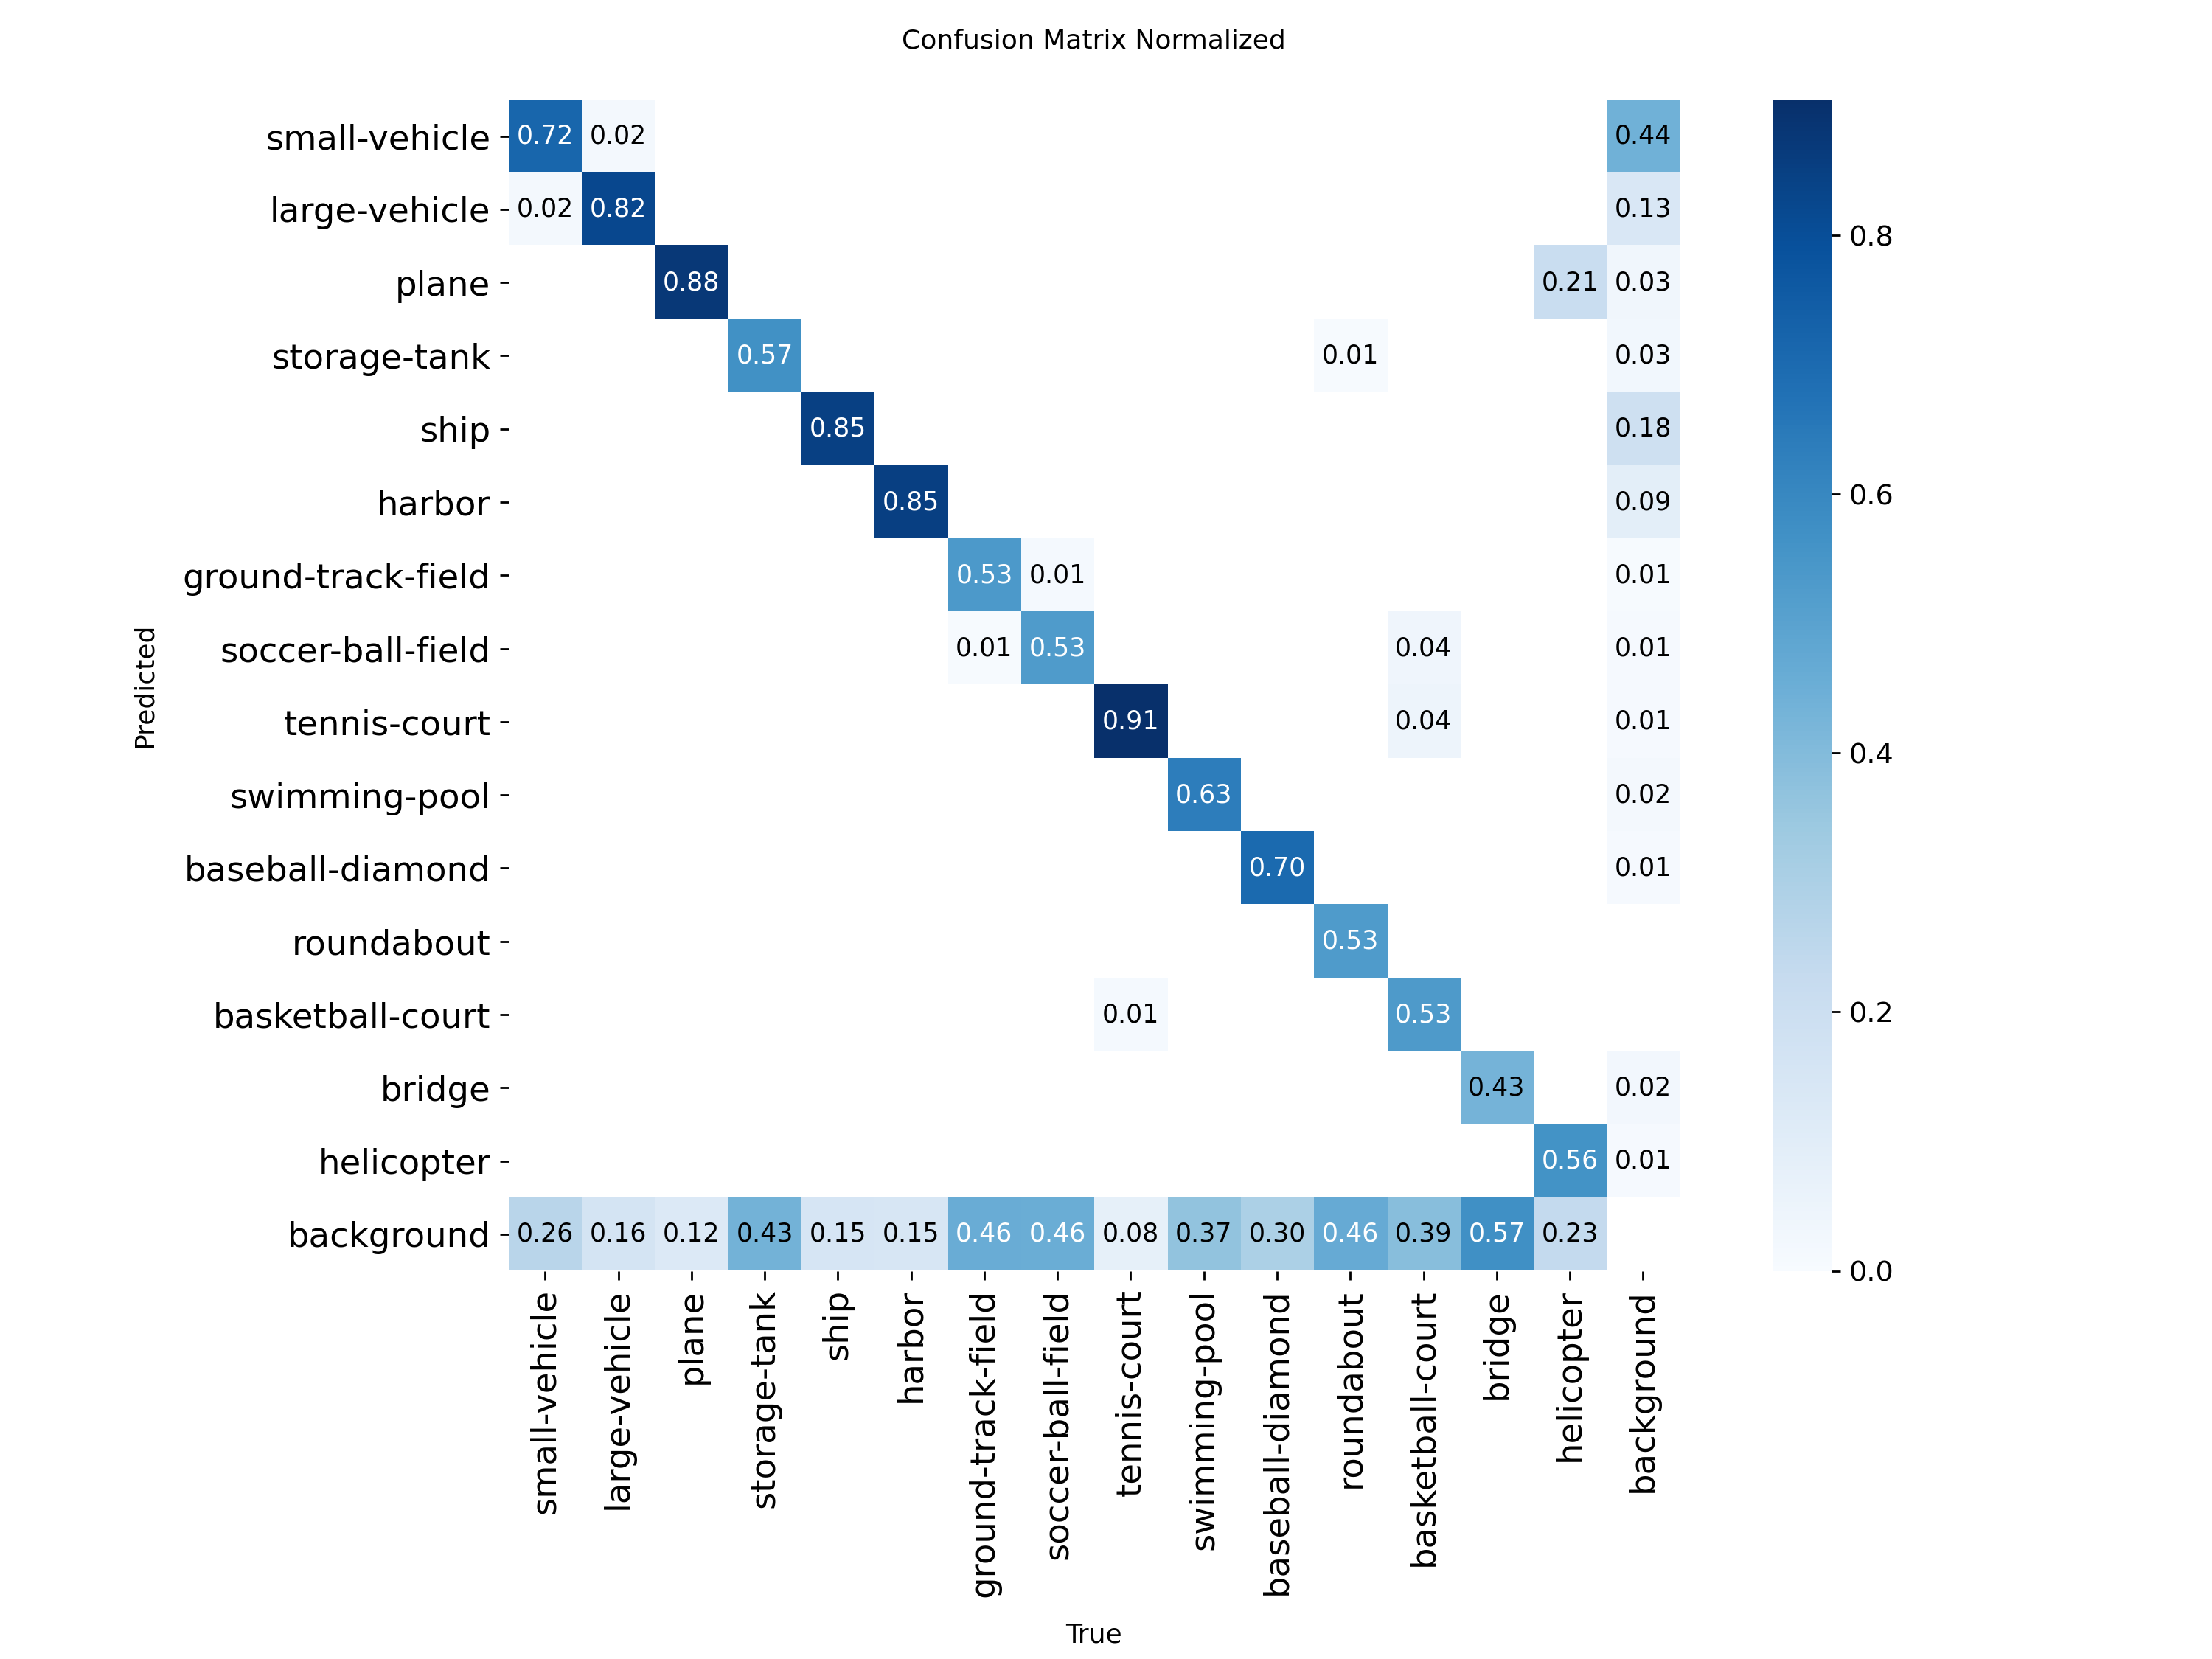 Confusion Matrix Normalized
small-vehicle 0.72 0.02 0.44
large-vehicle 0.02 0.82 0.13 0.8
plane 0.88 0.21 0.03
storage-tank 0.57 0.01 0.03
ship 0.85 0.18
harbor 0.85 0.09 0.6
ground-track-field 0.53 0.01 0.01
soccer-ball-field 0.01 0.53 0.04 0.01
Predicted
tennis-court 0.91 0.04 0.01 0.4
swimming-pool 0.63 0.02
baseball-diamond 0.70 0.01
roundabout 0.53
basketball-court 0.01 0.53 0.2
bridge 0.43 0.02
helicopter 0.56 0.01
background 0.26 0.16 0.12 0.43 0.15 0.15 0.46 0.46 0.08 0.37 0.30 0.46 0.39 0.57 0.23 0.0
small-vehicle
large-vehicle
plane
storage-tank
ship
harbor
ground-track-field
soccer-ball-field
tennis-court
swimming-pool
baseball-diamond
roundabout
basketball-court
bridge
helicopter
background
True